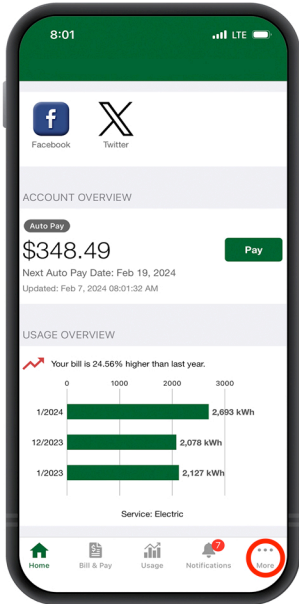 8:01
LTE
Facebook
Twitter
ACCOUNT OVERVIEW
Auto Pay
$348.49
Pay
Next Auto Pay Date: Feb 19, 2024
Updated: Feb 7, 2024 08:01:32 AM
USAGE OVERVIEW
Your bill is 24.56% higher than last year.
0 1000 2000 3000
1/2024 2,693 kWh
12/2023 2,078 kWh
1/2023 2,127 kWh
Service: Electric
7
Home Bill & Pay Usage Notifications More